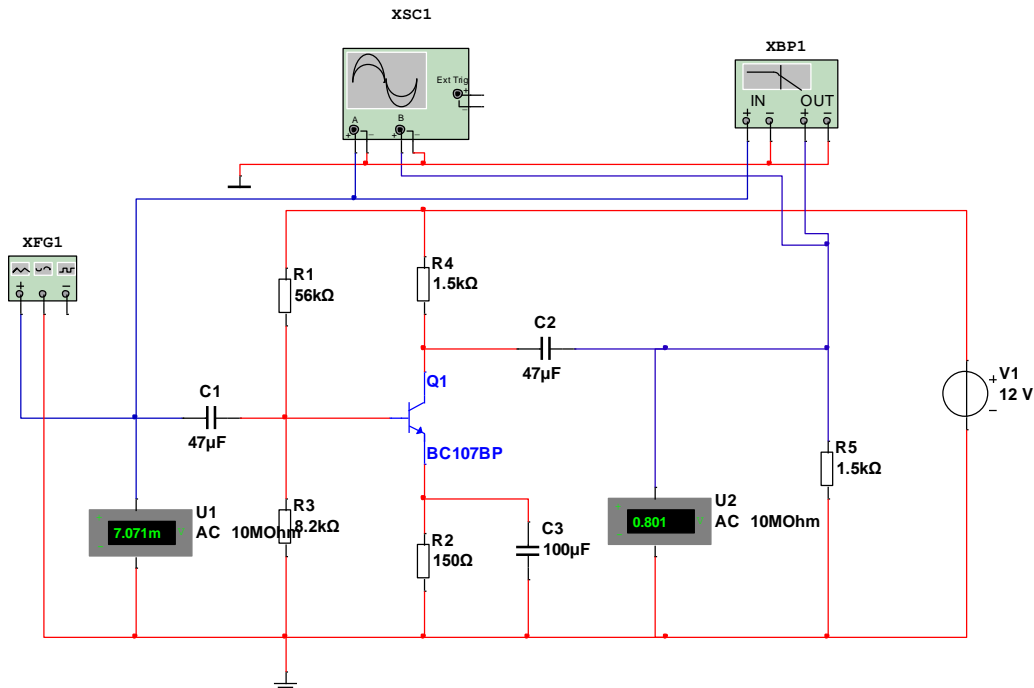 XSC1
XBP1
Ext Trig
+
−
A
B
+ −
+ −
IN OUT
+ − + −
XFG1
+ −
R1
56kΩ
R4
1.5kΩ
C2
47µF
C1
47µF
Q1
BC107BP
V1
12 V
+
−
R5
1.5kΩ
U1
AC 10MOhm
7.071m
R3
8.2kΩ
R2
150Ω
C3
100µF
U2
AC 10MOhm
0.801